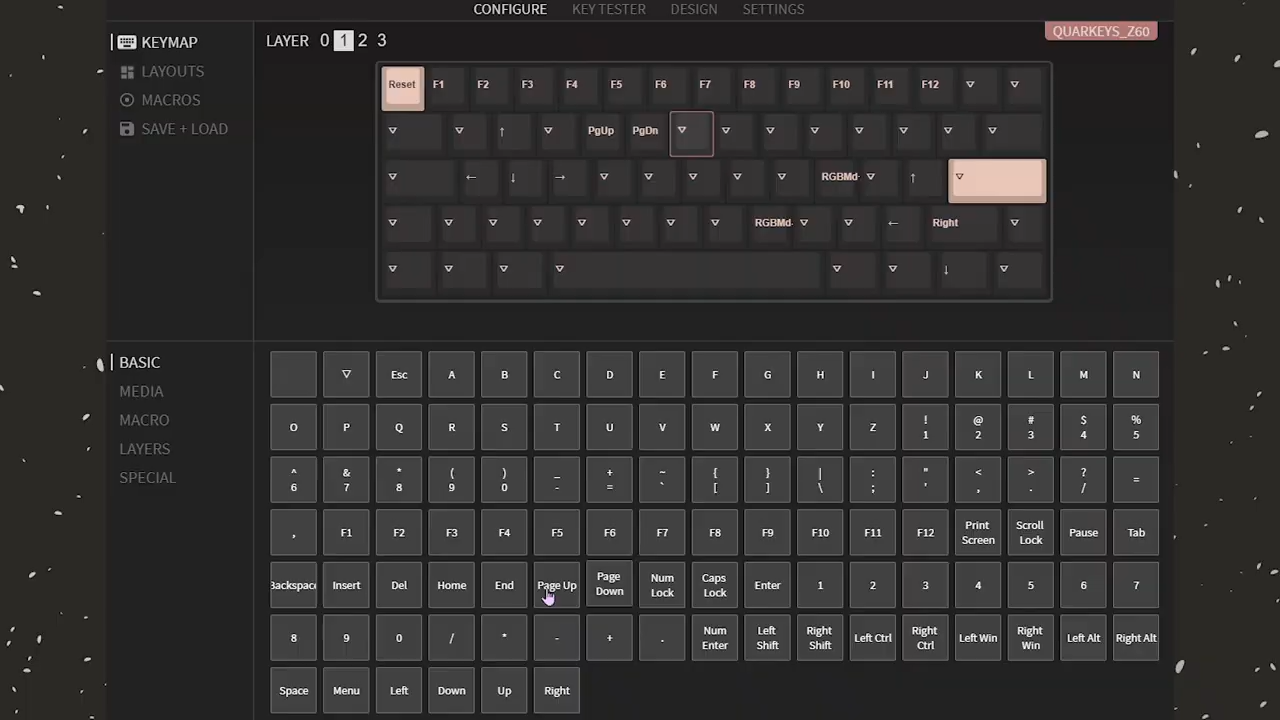 CONFIGURE KEY TESTER DESIGN SETTINGS
QUARKEYS_Z60
KEYMAP
LAYOUTS
MACROS
SAVE + LOAD
LAYER 0 1 2 3
Reset F1 F2 F3 F4 F5 F6 F7 F8 F9 F10 F11 F12 ▽ ▽
▽ ▽ ↑ ▽ PgUp PgDn ▽ ▽ ▽ ▽ ▽ ▽ ▽ ▽
▽ ← ↓ → ▽ ▽ ▽ ▽ ▽ RGBMd- ▽ ↑ ▽
▽ ▽ ▽ ▽ ▽ ▽ ▽ ▽ RGBMd- ▽ ▽ ← Right ▽
▽ ▽ ▽ ▽ ▽ ▽ ↓ ▽
BASIC
MEDIA
MACRO
LAYERS
SPECIAL
▽ Esc A B C D E F G H I J K L M N
O P Q R S T U V W X Y Z ! @ # $ %
1 2 3 4 5
^ & * ( ) _ + ~ { } | : " < > ? =
6 7 8 9 0 - = ` [ ] \ ; ' , . /
, F1 F2 F3 F4 F5 F6 F7 F8 F9 F10 F11 F12 Print Screen Scroll Lock Pause Tab
Backspace Insert Del Home End Page Up Page Down Num Lock Caps Lock Enter 1 2 3 4 5 6 7
8 9 0 / * - + . Num Enter Left Shift Right Shift Left Ctrl Right Ctrl Left Win Right Win Left Alt Right Alt
Space Menu Left Down Up Right